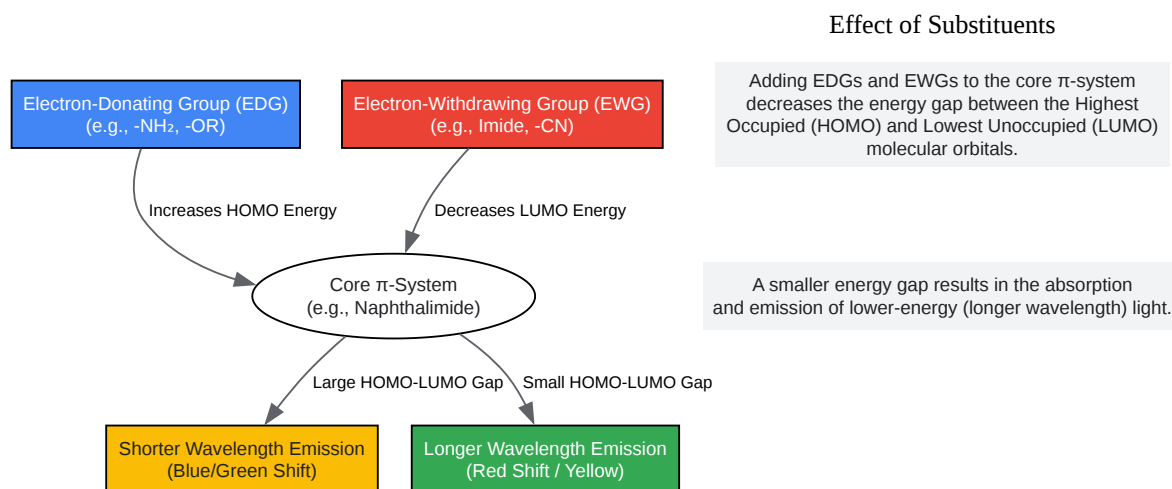 Effect of Substituents
Electron-Donating Group (EDG)
(e.g., -NH₂, -OR)
Electron-Withdrawing Group (EWG)
(e.g., Imide, -CN)
Adding EDGs and EWGs to the core π-system
decreases the energy gap between the Highest
Occupied (HOMO) and Lowest Unoccupied (LUMO)
molecular orbitals.
Increases HOMO Energy
Decreases LUMO Energy
Core π-System
(e.g., Naphthalimide)
A smaller energy gap results in the absorption
and emission of lower-energy (longer wavelength) light.
Large HOMO-LUMO Gap
Small HOMO-LUMO Gap
Shorter Wavelength Emission
(Blue/Green Shift)
Longer Wavelength Emission
(Red Shift / Yellow)